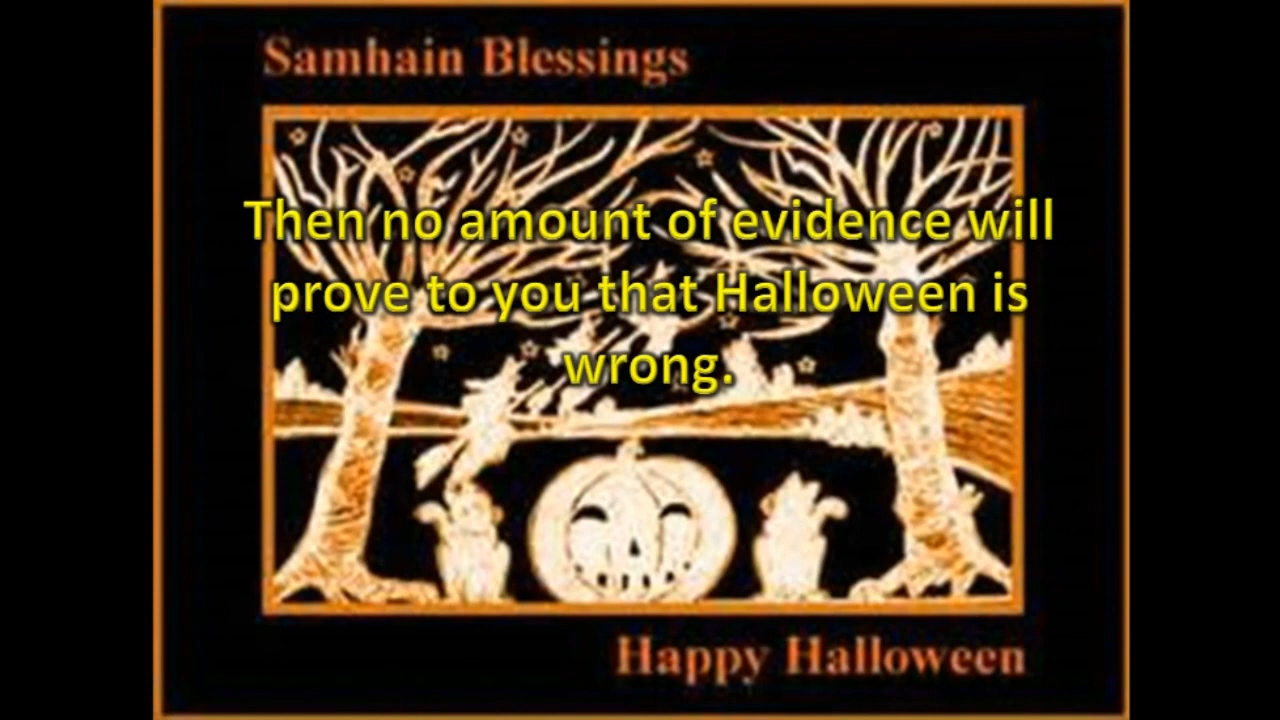 Samhain Blessings
Then no amount of evidence will
prove to you that Halloween is
wrong.
Happy Halloween